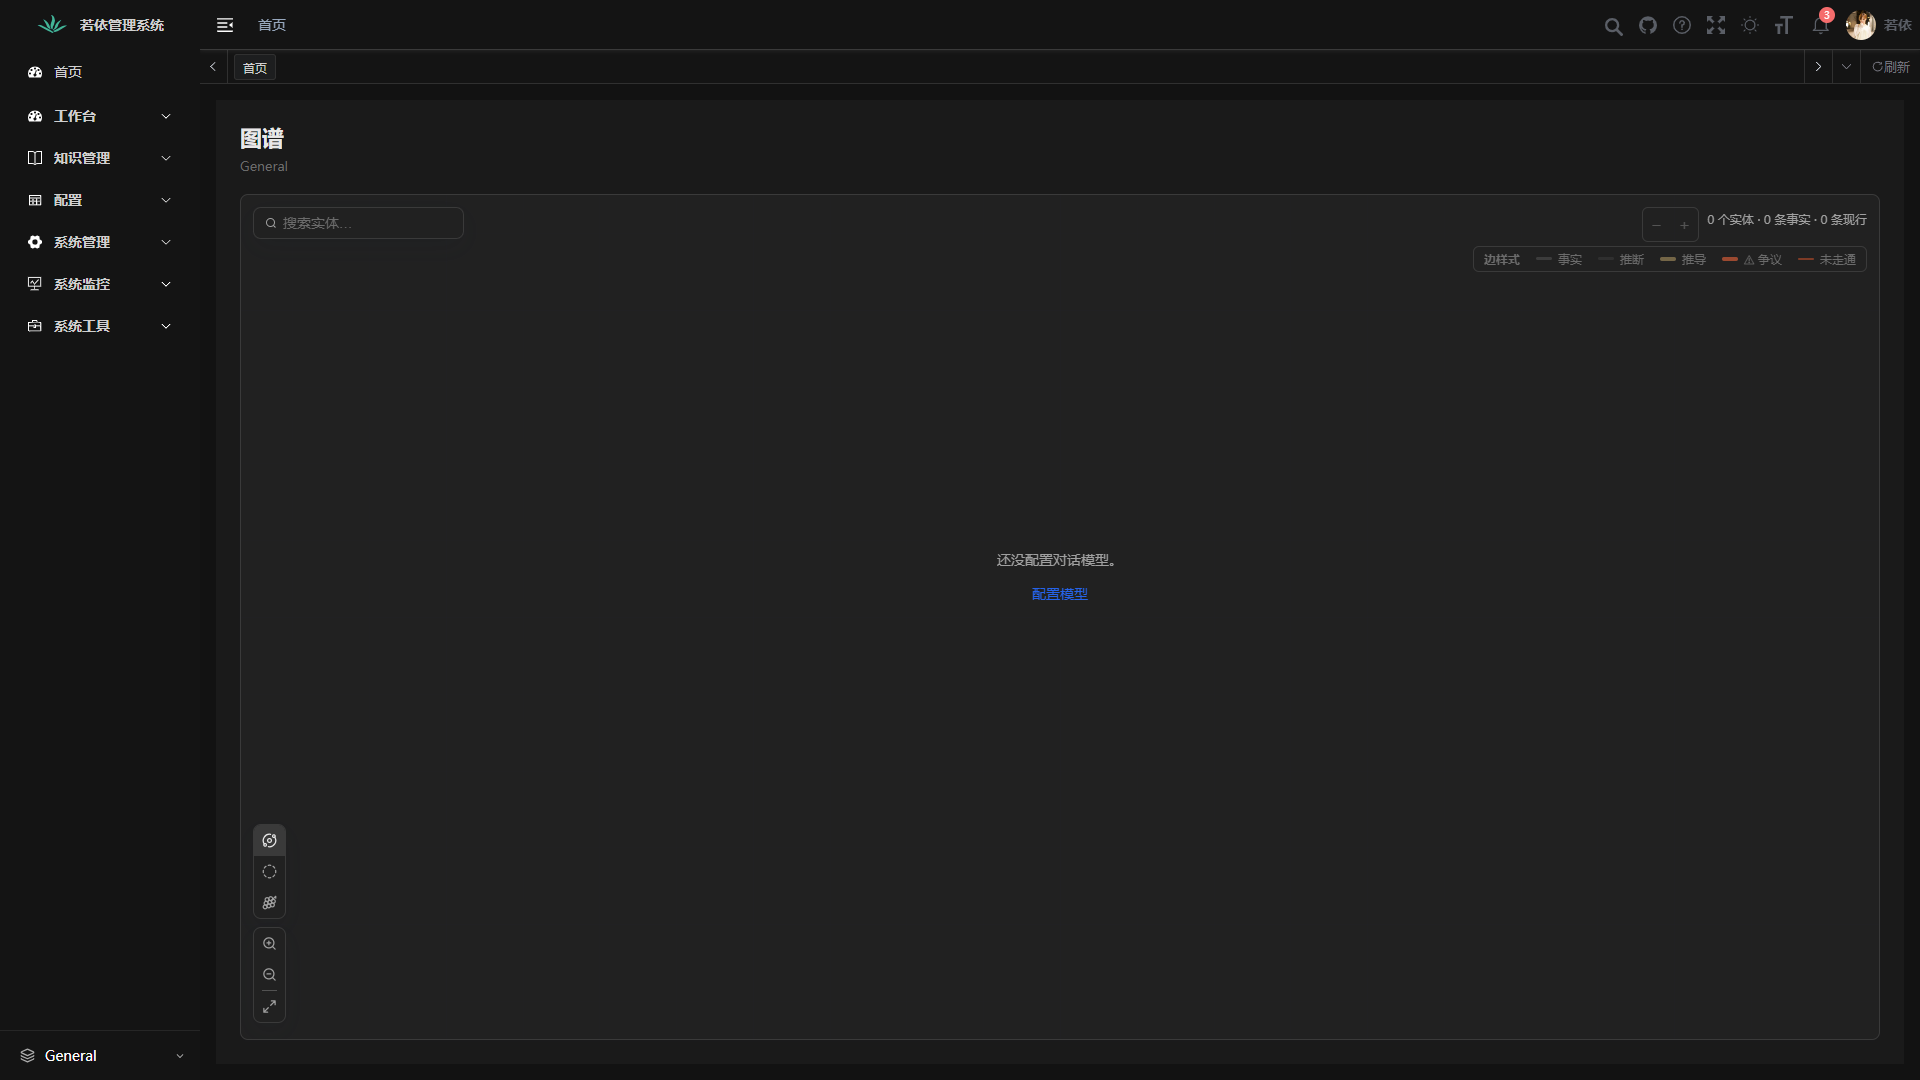 若依管理系统
首页
3
若依
首页
刷新
首页
工作台
知识管理
配置
系统管理
系统监控
系统工具
General
图谱
General
搜索实体...
0 个实体 · 0 条事实 · 0 条现行
边样式 事实 推断 推导 ⚠ 争议 未走通
还没配置对话模型。
配置模型